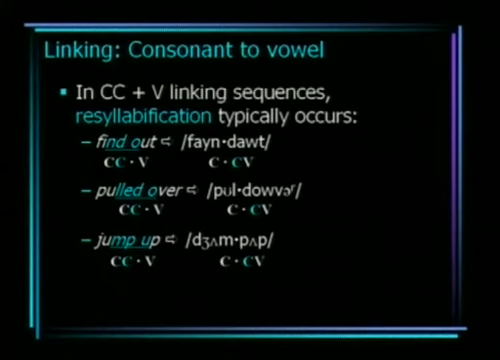 Linking: Consonant to vowel
▪ In CC + V linking sequences,
resyllabification typically occurs:
– find out ⇨ /fayn·dawt/
CC · V C · CV
– pulled over ⇨ /pʊl·dowvəʳ/
CC · V C · CV
– jump up ⇨ /dʒʌm·pʌp/
CC · V C · CV